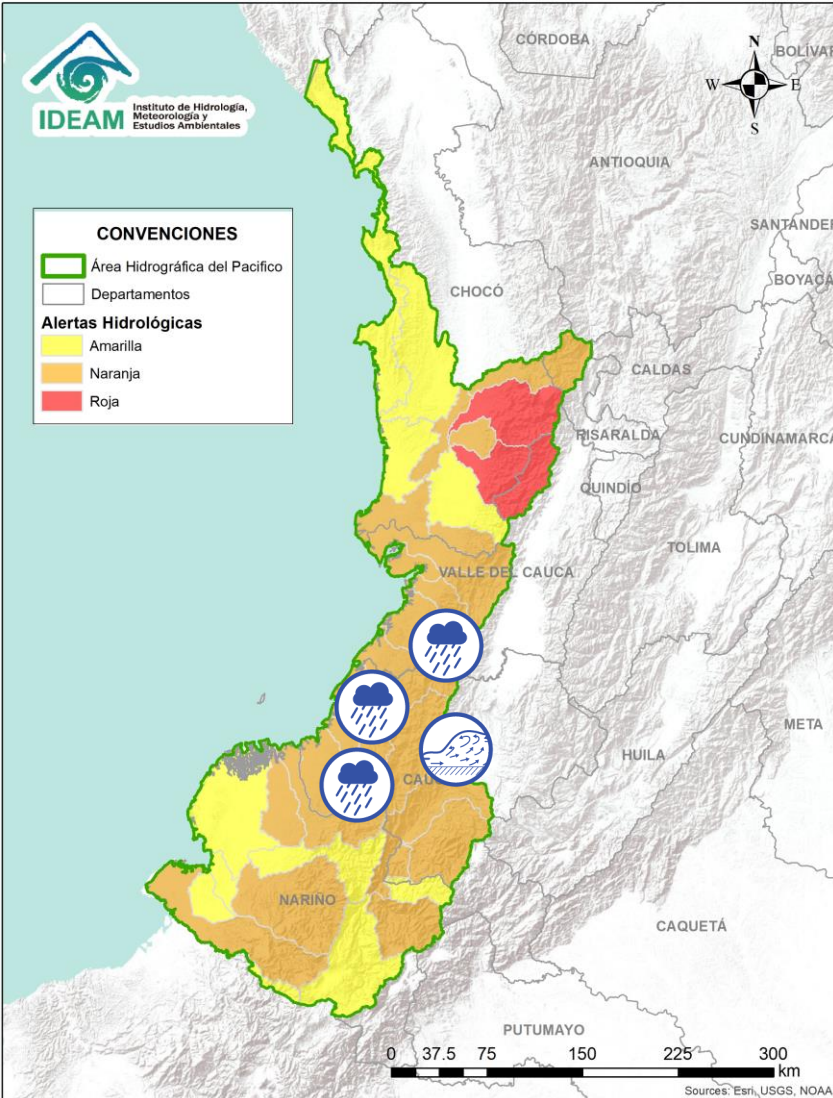 IDEAM
Instituto de Hidrología,
Meteorología y
Estudios Ambientales
CÓRDOBA
N
BOLÍVAR
W
E
S
ANTIOQUIA
SANTANDER
CONVENCIONES
Área Hidrográfica del Pacifico
Departamentos
Alertas Hidrológicas
Amarilla
Naranja
Roja
BOYACÁ
CHOCÓ
CALDAS
RISARALDA
CUNDINAMARCA
QUINDÍO
TOLIMA
VALLE DEL CAUCA
META
HUILA
CAU
NARIÑO
CAQUETÁ
PUTUMAYO
0 37.5 75 150 225 300
km
Sources: Esri, USGS, NOAA